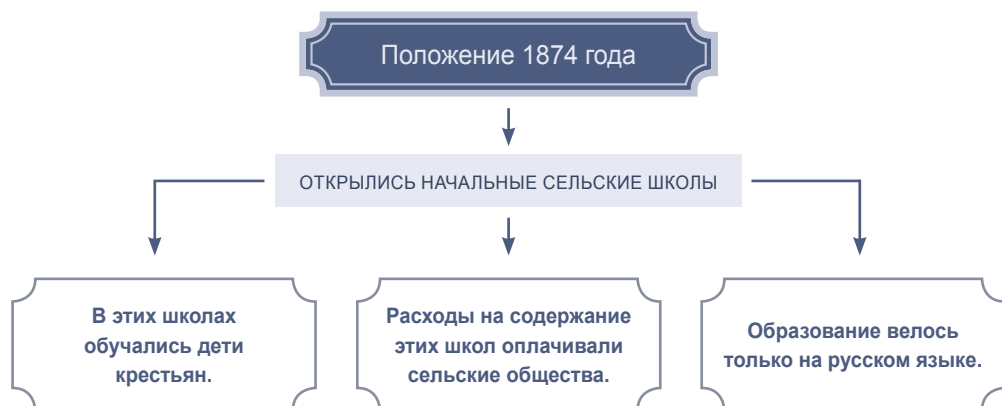 Положение 1874 года
ОТКРЫЛИСЬ НАЧАЛЬНЫЕ СЕЛЬСКИЕ ШКОЛЫ
В этих школах
обучались дети
крестьян.
Расходы на содержание
этих школ оплачивали
сельские общества.
Образование велось
только на русском языке.